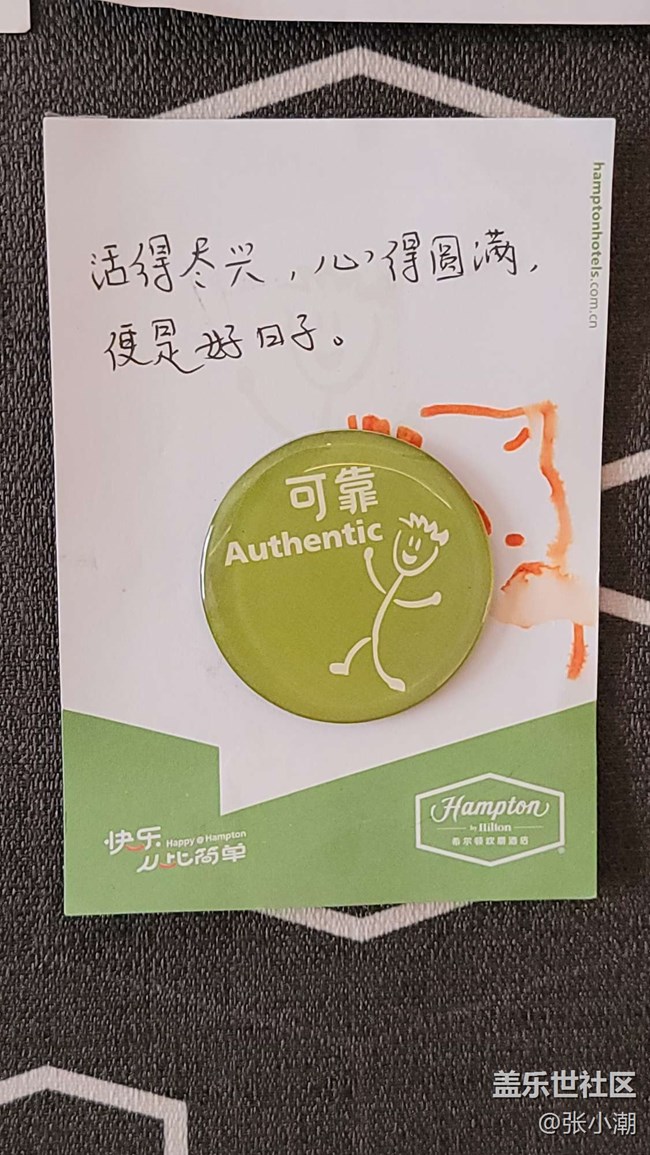 hamptonhotels.com.cn
活得尽兴，心得圆满，
便是好日子。
可靠
Authentic
快乐
Happy@Hampton
从此简单
Hampton
by Hilton
希尔顿欢朋酒店
盖乐世社区
@张小潮